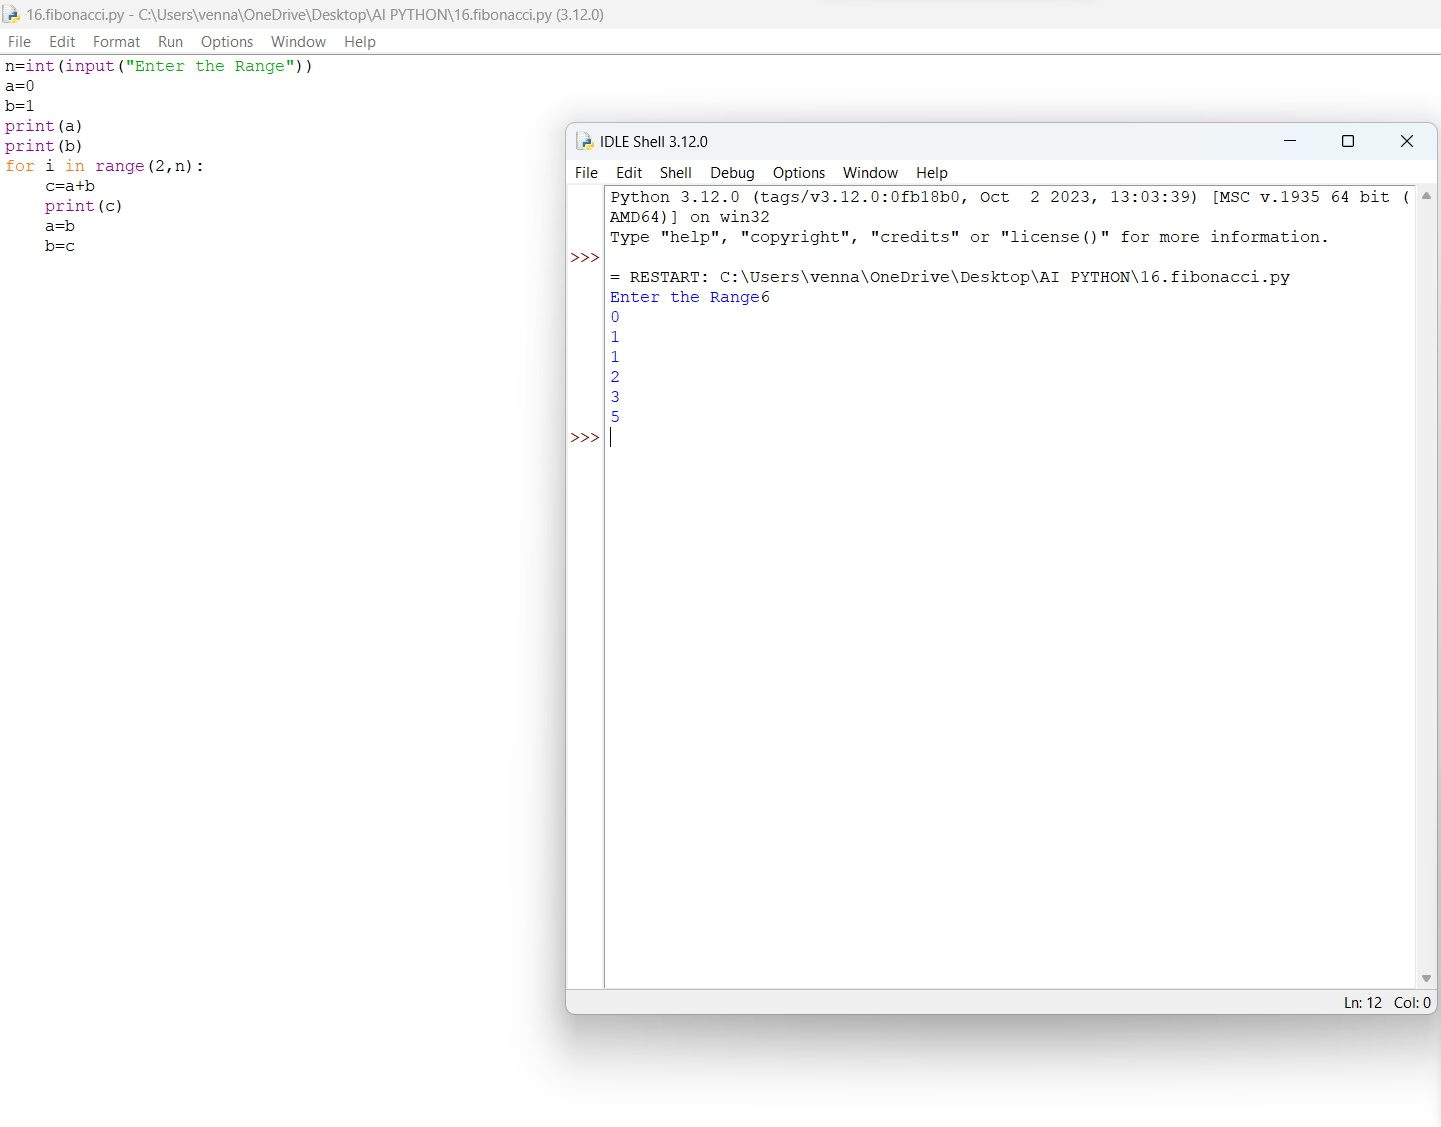 16.fibonacci.py - C:\Users\venna\OneDrive\Desktop\AI PYTHON\16.fibonacci.py (3.12.0)
File Edit Format Run Options Window Help
n=int(input("Enter the Range"))
a=0
b=1
print(a)
print(b)
for i in range(2,n):
    c=a+b
    print(c)
    a=b
    b=c
IDLE Shell 3.12.0
File Edit Shell Debug Options Window Help
Python 3.12.0 (tags/v3.12.0:0fb18b0, Oct  2 2023, 13:03:39) [MSC v.1935 64 bit (
AMD64)] on win32
Type "help", "copyright", "credits" or "license()" for more information.
>>>
= RESTART: C:\Users\venna\OneDrive\Desktop\AI PYTHON\16.fibonacci.py
Enter the Range6
0
1
1
2
3
5
>>>
Ln: 12 Col: 0